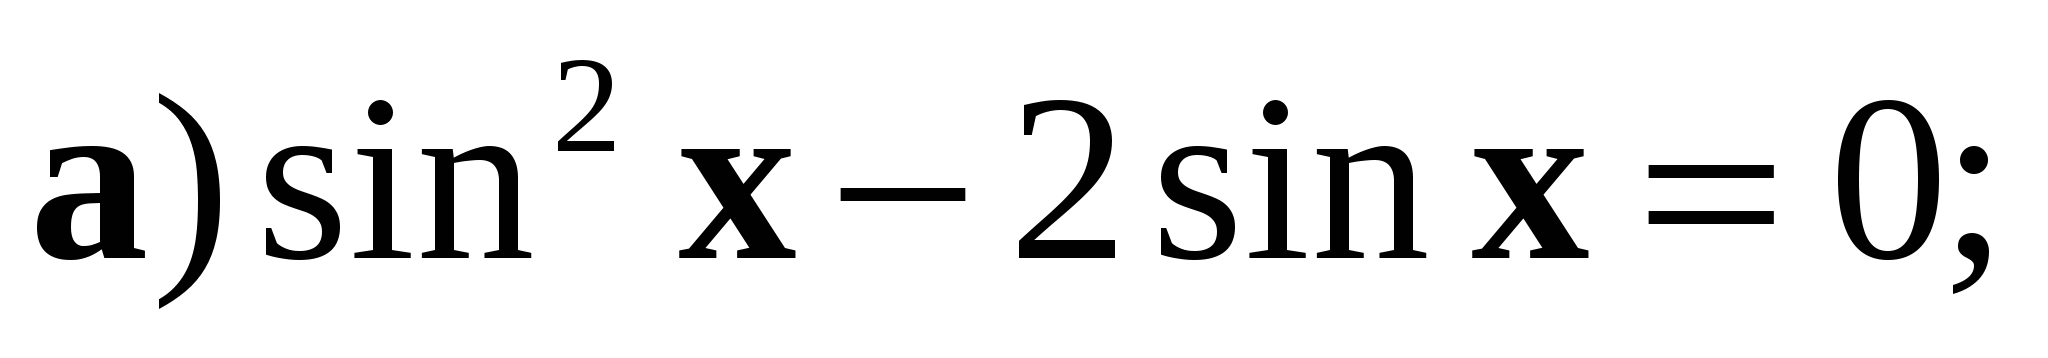 a) sin² x − 2 sin x = 0;